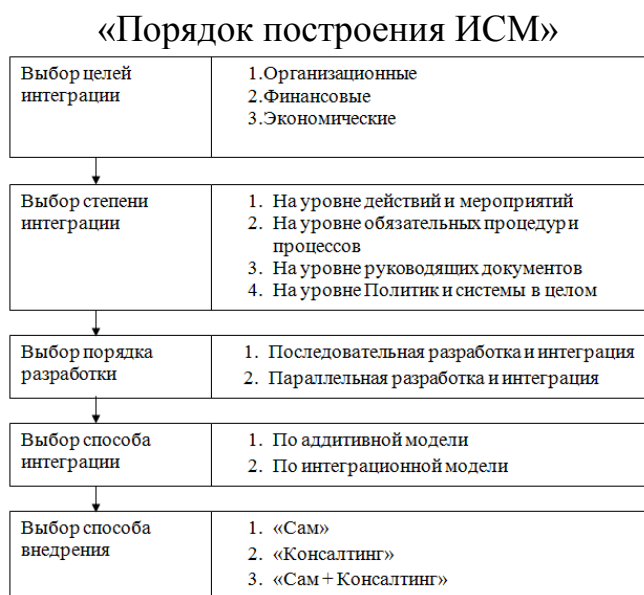 «Порядок построения ИСМ»
Выбор целей
интеграции
1.Организационные
2.Финансовые
3.Экономические
Выбор степени
интеграции
1. На уровне действий и мероприятий
2. На уровне обязательных процедур и
процессов
3. На уровне руководящих документов
4. На уровне Политик и системы в целом
Выбор порядка
разработки
1. Последовательная разработка и интеграция
2. Параллельная разработка и интеграция
Выбор способа
интеграции
1. По аддитивной модели
2. По интеграционной модели
Выбор способа
внедрения
1. «Сам»
2. «Консалтинг»
3. «Сам + Консалтинг»